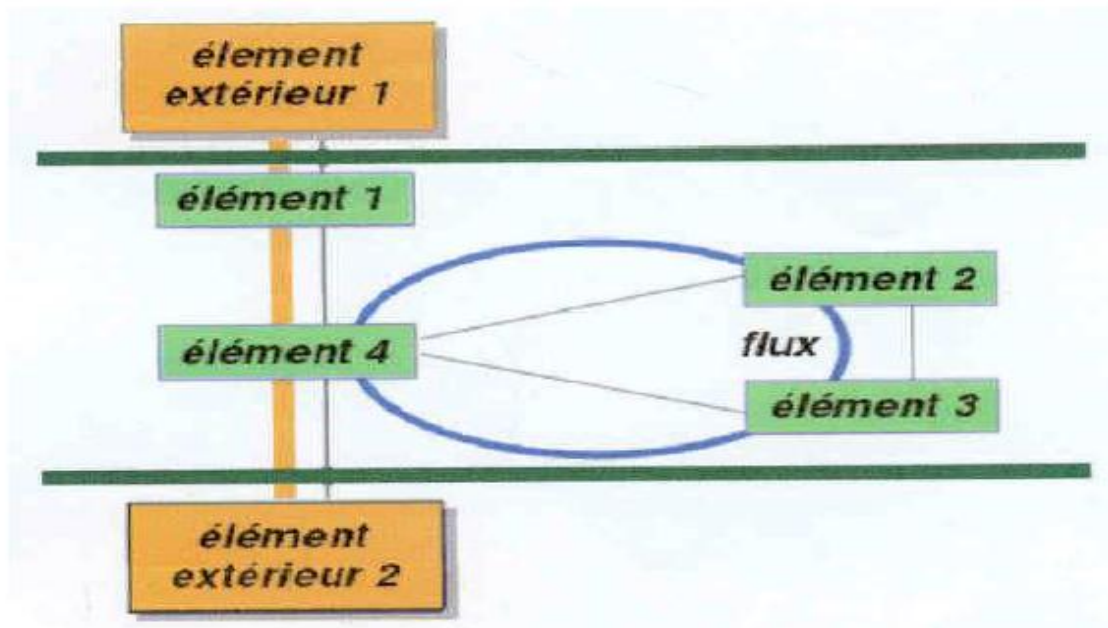 élement
extérieur 1
élément 1
élément 2
élément 4
flux
élément 3
élément
extérieur 2